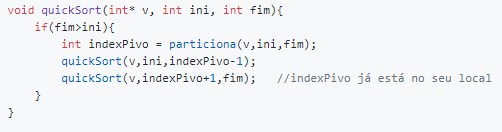 void quickSort(int* v, int ini, int fim){
    if(fim>ini){
        int indexPivo = particiona(v,ini,fim);
        quickSort(v,ini,indexPivo-1);
        quickSort(v,indexPivo+1,fim);   //indexPivo já está no seu local
    }
}